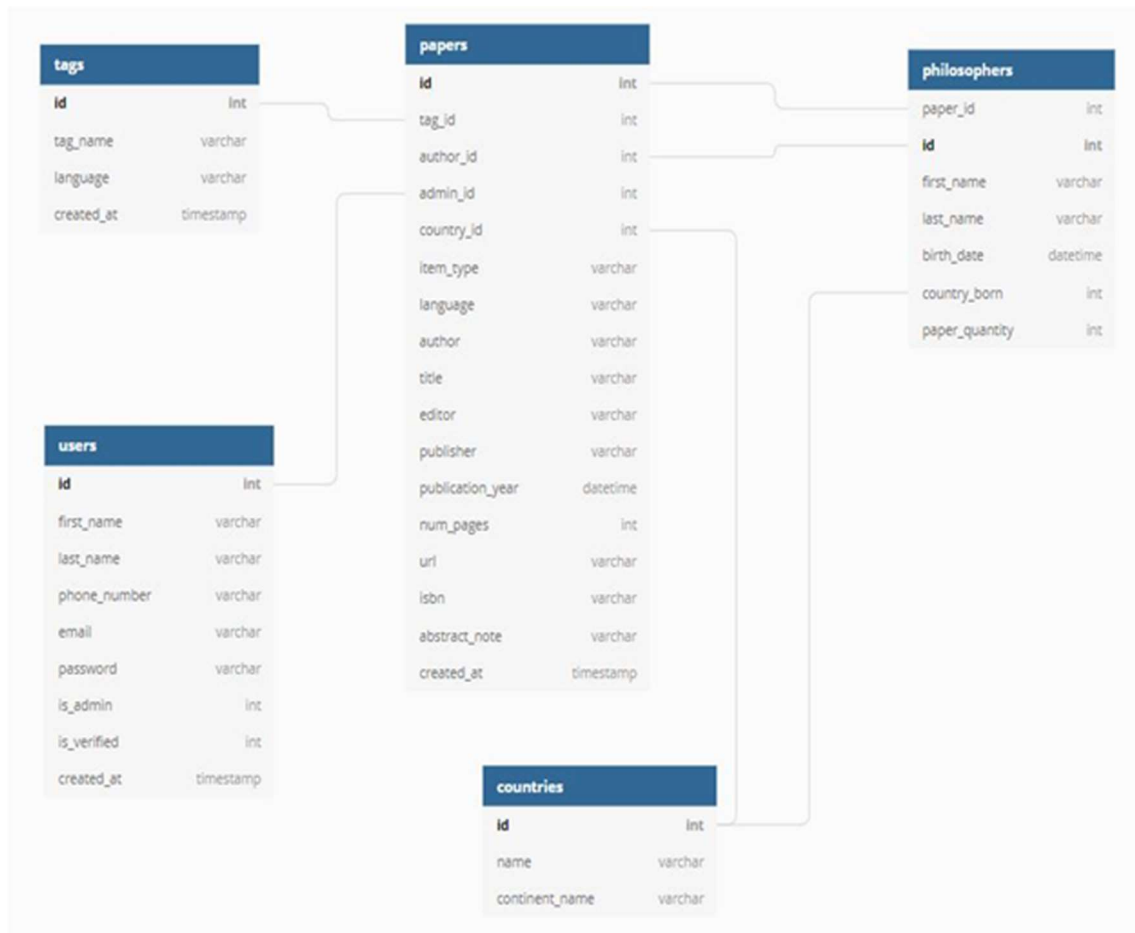 tags
id int
tag_name varchar
language varchar
created_at timestamp
papers
id int
tag_id int
author_id int
admin_id int
country_id int
item_type varchar
language varchar
author varchar
title varchar
editor varchar
publisher varchar
publication_year datetime
num_pages int
url varchar
isbn varchar
abstract_note varchar
created_at timestamp
philosophers
paper_id int
id int
first_name varchar
last_name varchar
birth_date datetime
country_born int
paper_quantity int
users
id int
first_name varchar
last_name varchar
phone_number varchar
email varchar
password varchar
is_admin int
is_verified int
created_at timestamp
countries
id int
name varchar
continent_name varchar